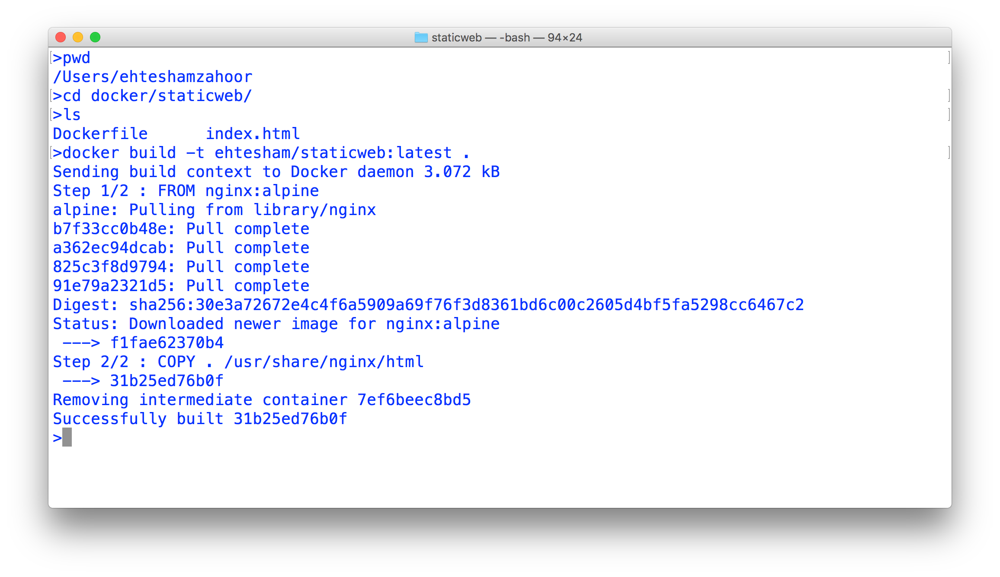 staticweb — -bash — 94×24
>pwd
/Users/ehteshamzahoor
>cd docker/staticweb/
>ls
Dockerfile      index.html
>docker build -t ehtesham/staticweb:latest .
Sending build context to Docker daemon 3.072 kB
Step 1/2 : FROM nginx:alpine
alpine: Pulling from library/nginx
b7f33cc0b48e: Pull complete
a362ec94dcab: Pull complete
825c3f8d9794: Pull complete
91e79a2321d5: Pull complete
Digest: sha256:30e3a72672e4c4f6a5909a69f76f3d8361bd6c00c2605d4bf5fa5298cc6467c2
Status: Downloaded newer image for nginx:alpine
 ---> f1fae62370b4
Step 2/2 : COPY . /usr/share/nginx/html
 ---> 31b25ed76b0f
Removing intermediate container 7ef6beec8bd5
Successfully built 31b25ed76b0f
>